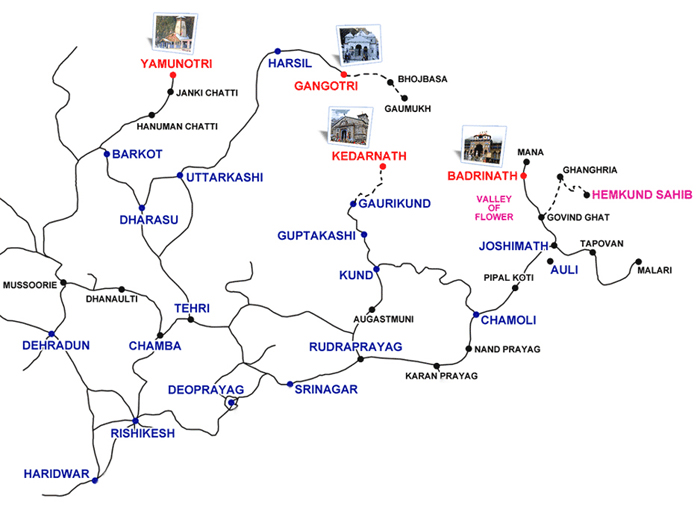 YAMUNOTRI
HARSIL
GANGOTRI
BHOJBASA
GAUMUKH
JANKI CHATTI
HANUMAN CHATTI
BARKOT
KEDARNATH
MANA
GHANGHRIA
BADRINATH
UTTARKASHI
HEMKUND SAHIB
VALLEY
OF
FLOWER
GAURIKUND
DHARASU
GOVIND GHAT
GUPTAKASHI
JOSHIMATH
TAPOVAN
KUND
AULI
MALARI
MUSSOORIE
PIPAL KOTI
DHANAULTI
TEHRI
AUGASTMUNI
CHAMOLI
DEHRADUN
CHAMBA
RUDRAPRAYAG
NAND PRAYAG
KARAN PRAYAG
DEOPRAYAG
SRINAGAR
RISHIKESH
HARIDWAR